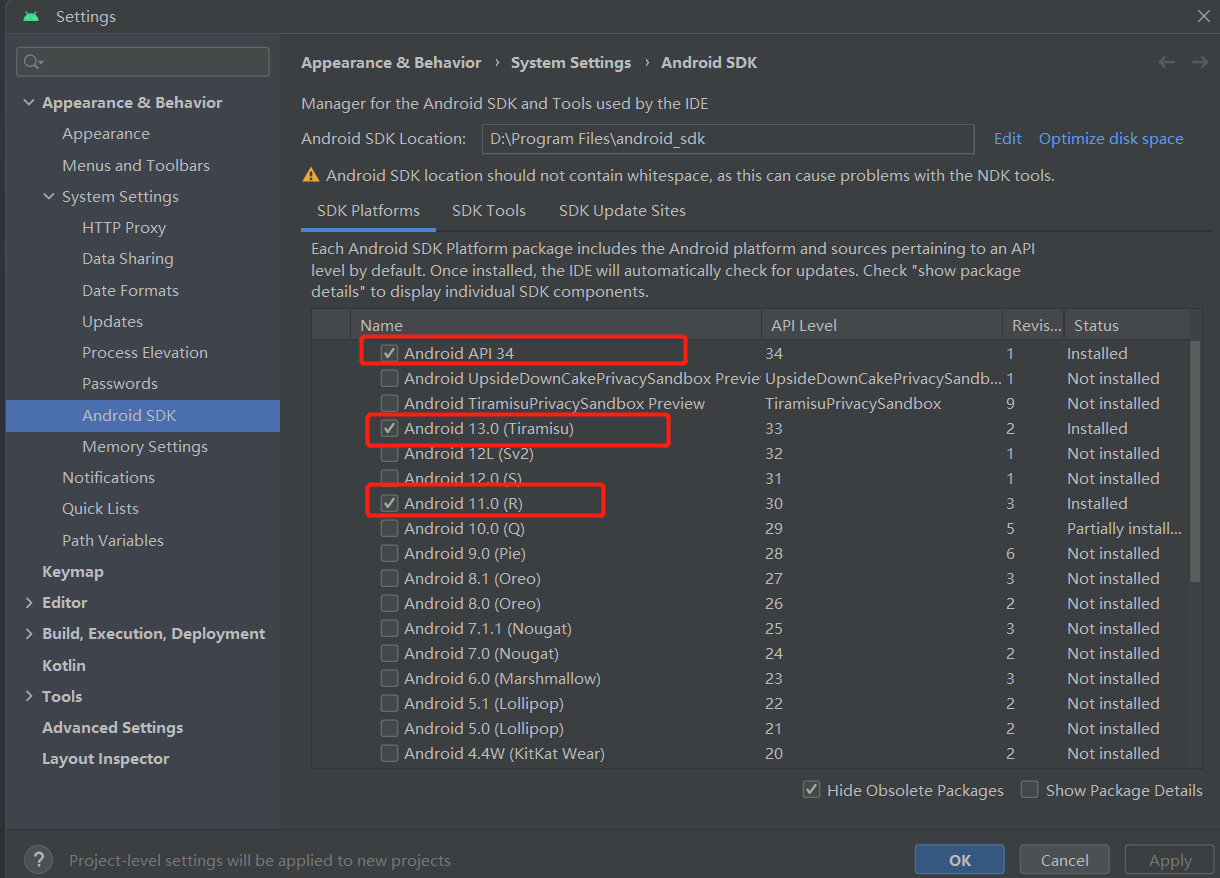 Settings
Appearance & Behavior › System Settings › Android SDK
Manager for the Android SDK and Tools used by the IDE
Android SDK Location: D:\Program Files\android_sdk Edit Optimize disk space
Android SDK location should not contain whitespace, as this can cause problems with the NDK tools.
SDK Platforms SDK Tools SDK Update Sites
Each Android SDK Platform package includes the Android platform and sources pertaining to an API
level by default. Once installed, the IDE will automatically check for updates. Check "show package
details" to display individual SDK components.
Name API Level Revis... Status
Android API 34 34 1 Installed
Android UpsideDownCakePrivacySandbox Previe UpsideDownCakePrivacySandb... 1 Not installed
Android TiramisuPrivacySandbox Preview TiramisuPrivacySandbox 9 Not installed
Android 13.0 (Tiramisu) 33 2 Installed
Android 12L (Sv2) 32 1 Not installed
Android 12.0 (S) 31 1 Not installed
Android 11.0 (R) 30 3 Installed
Android 10.0 (Q) 29 5 Partially install...
Android 9.0 (Pie) 28 6 Not installed
Android 8.1 (Oreo) 27 3 Not installed
Android 8.0 (Oreo) 26 2 Not installed
Android 7.1.1 (Nougat) 25 3 Not installed
Android 7.0 (Nougat) 24 2 Not installed
Android 6.0 (Marshmallow) 23 3 Not installed
Android 5.1 (Lollipop) 22 2 Not installed
Android 5.0 (Lollipop) 21 2 Not installed
Android 4.4W (KitKat Wear) 20 2 Not installed
Hide Obsolete Packages Show Package Details
Appearance & Behavior
Appearance
Menus and Toolbars
System Settings
HTTP Proxy
Data Sharing
Date Formats
Updates
Process Elevation
Passwords
Android SDK
Memory Settings
Notifications
Quick Lists
Path Variables
Keymap
Editor
Build, Execution, Deployment
Kotlin
Tools
Advanced Settings
Layout Inspector
? Project-level settings will be applied to new projects
OK Cancel Apply